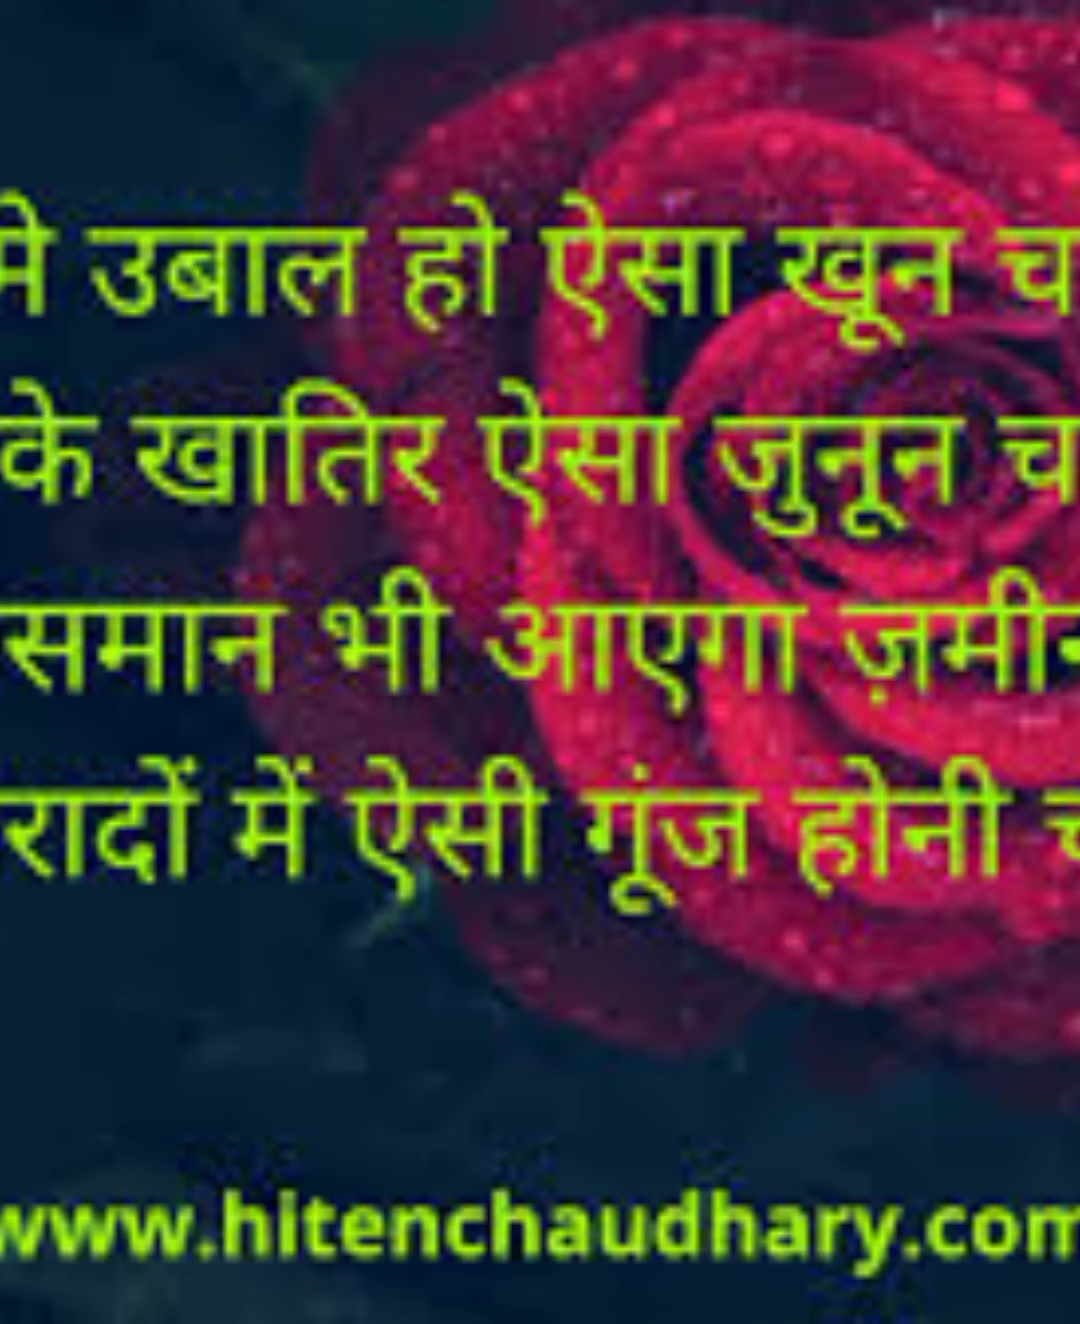 मे उबाल हो ऐसा खून च
के खातिर ऐसा जुनून च
समान भी आएगा ज़मीन
रादों में ऐसी गूंज होनी च
www.hitenchaudhary.com